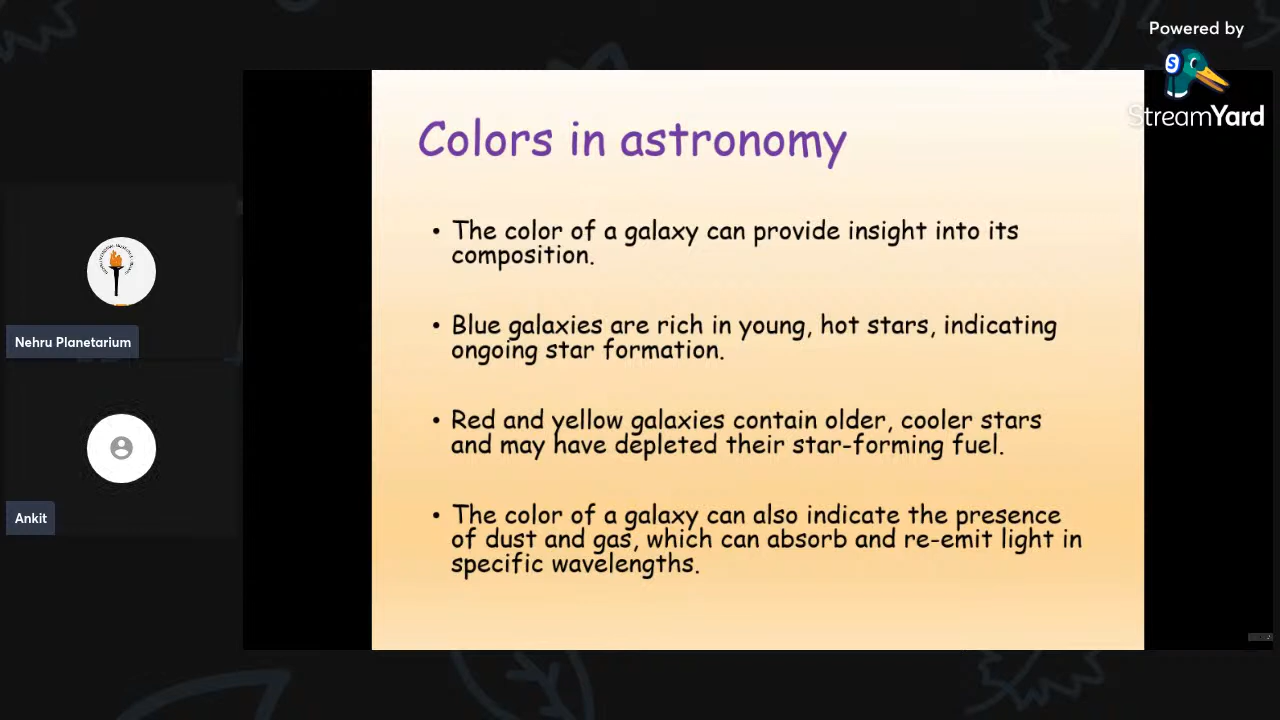 Powered by
S
StreamYard
Colors in astronomy
• The color of a galaxy can provide insight into its
composition.
• Blue galaxies are rich in young, hot stars, indicating
ongoing star formation.
• Red and yellow galaxies contain older, cooler stars
and may have depleted their star-forming fuel.
• The color of a galaxy can also indicate the presence
of dust and gas, which can absorb and re-emit light in
specific wavelengths.
Nehru Planetarium
Ankit